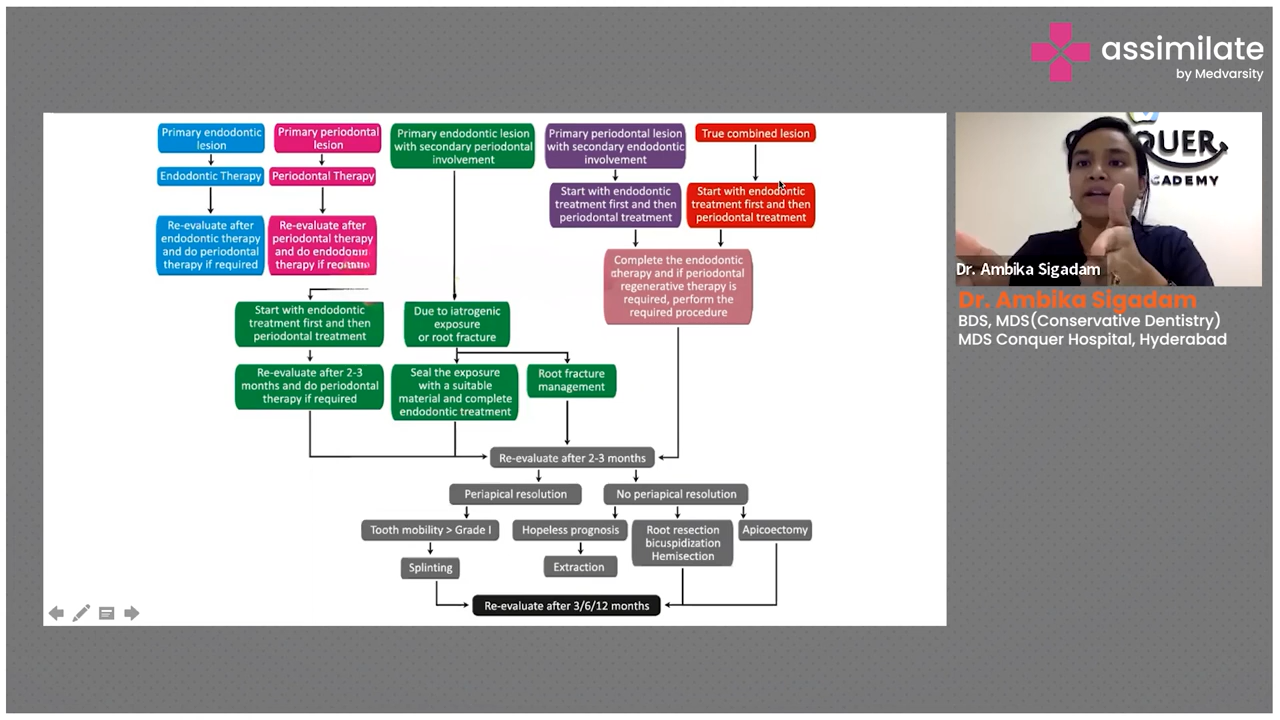 assimilate
by Medvarsity
Primary endodontic
lesion
Primary periodontal
lesion
Primary endodontic lesion
with secondary periodontal
involvement
Primary periodontal lesion
with secondary endodontic
involvement
True combined lesion
Endodontic Therapy
Periodontal Therapy
Start with endodontic
treatment first and then
periodontal treatment
Start with endodontic
treatment first and then
periodontal treatment
Re-evaluate after
endodontic therapy
and do periodontal
therapy if required
Re-evaluate after
periodontal therapy
and do endodontic
therapy if required
Complete the endodontic
therapy and if periodontal
regenerative therapy is
required, perform the
required procedure
Start with endodontic
treatment first and then
periodontal treatment
Due to iatrogenic
exposure
or root fracture
Re-evaluate after 2-3
months and do periodontal
therapy if required
Seal the exposure
with a suitable
material and complete
endodontic treatment
Root fracture
management
Re-evaluate after 2-3 months
Periapical resolution
No periapical resolution
Tooth mobility > Grade I
Hopeless prognosis
Root resection
bicuspidization
Hemisection
Apicoectomy
Splinting
Extraction
Re-evaluate after 3/6/12 months
QUER
CADEMY
Dr. Ambika Sigadam
Dr. Ambika Sigadam
BDS, MDS(Conservative Dentistry)
MDS Conquer Hospital, Hyderabad